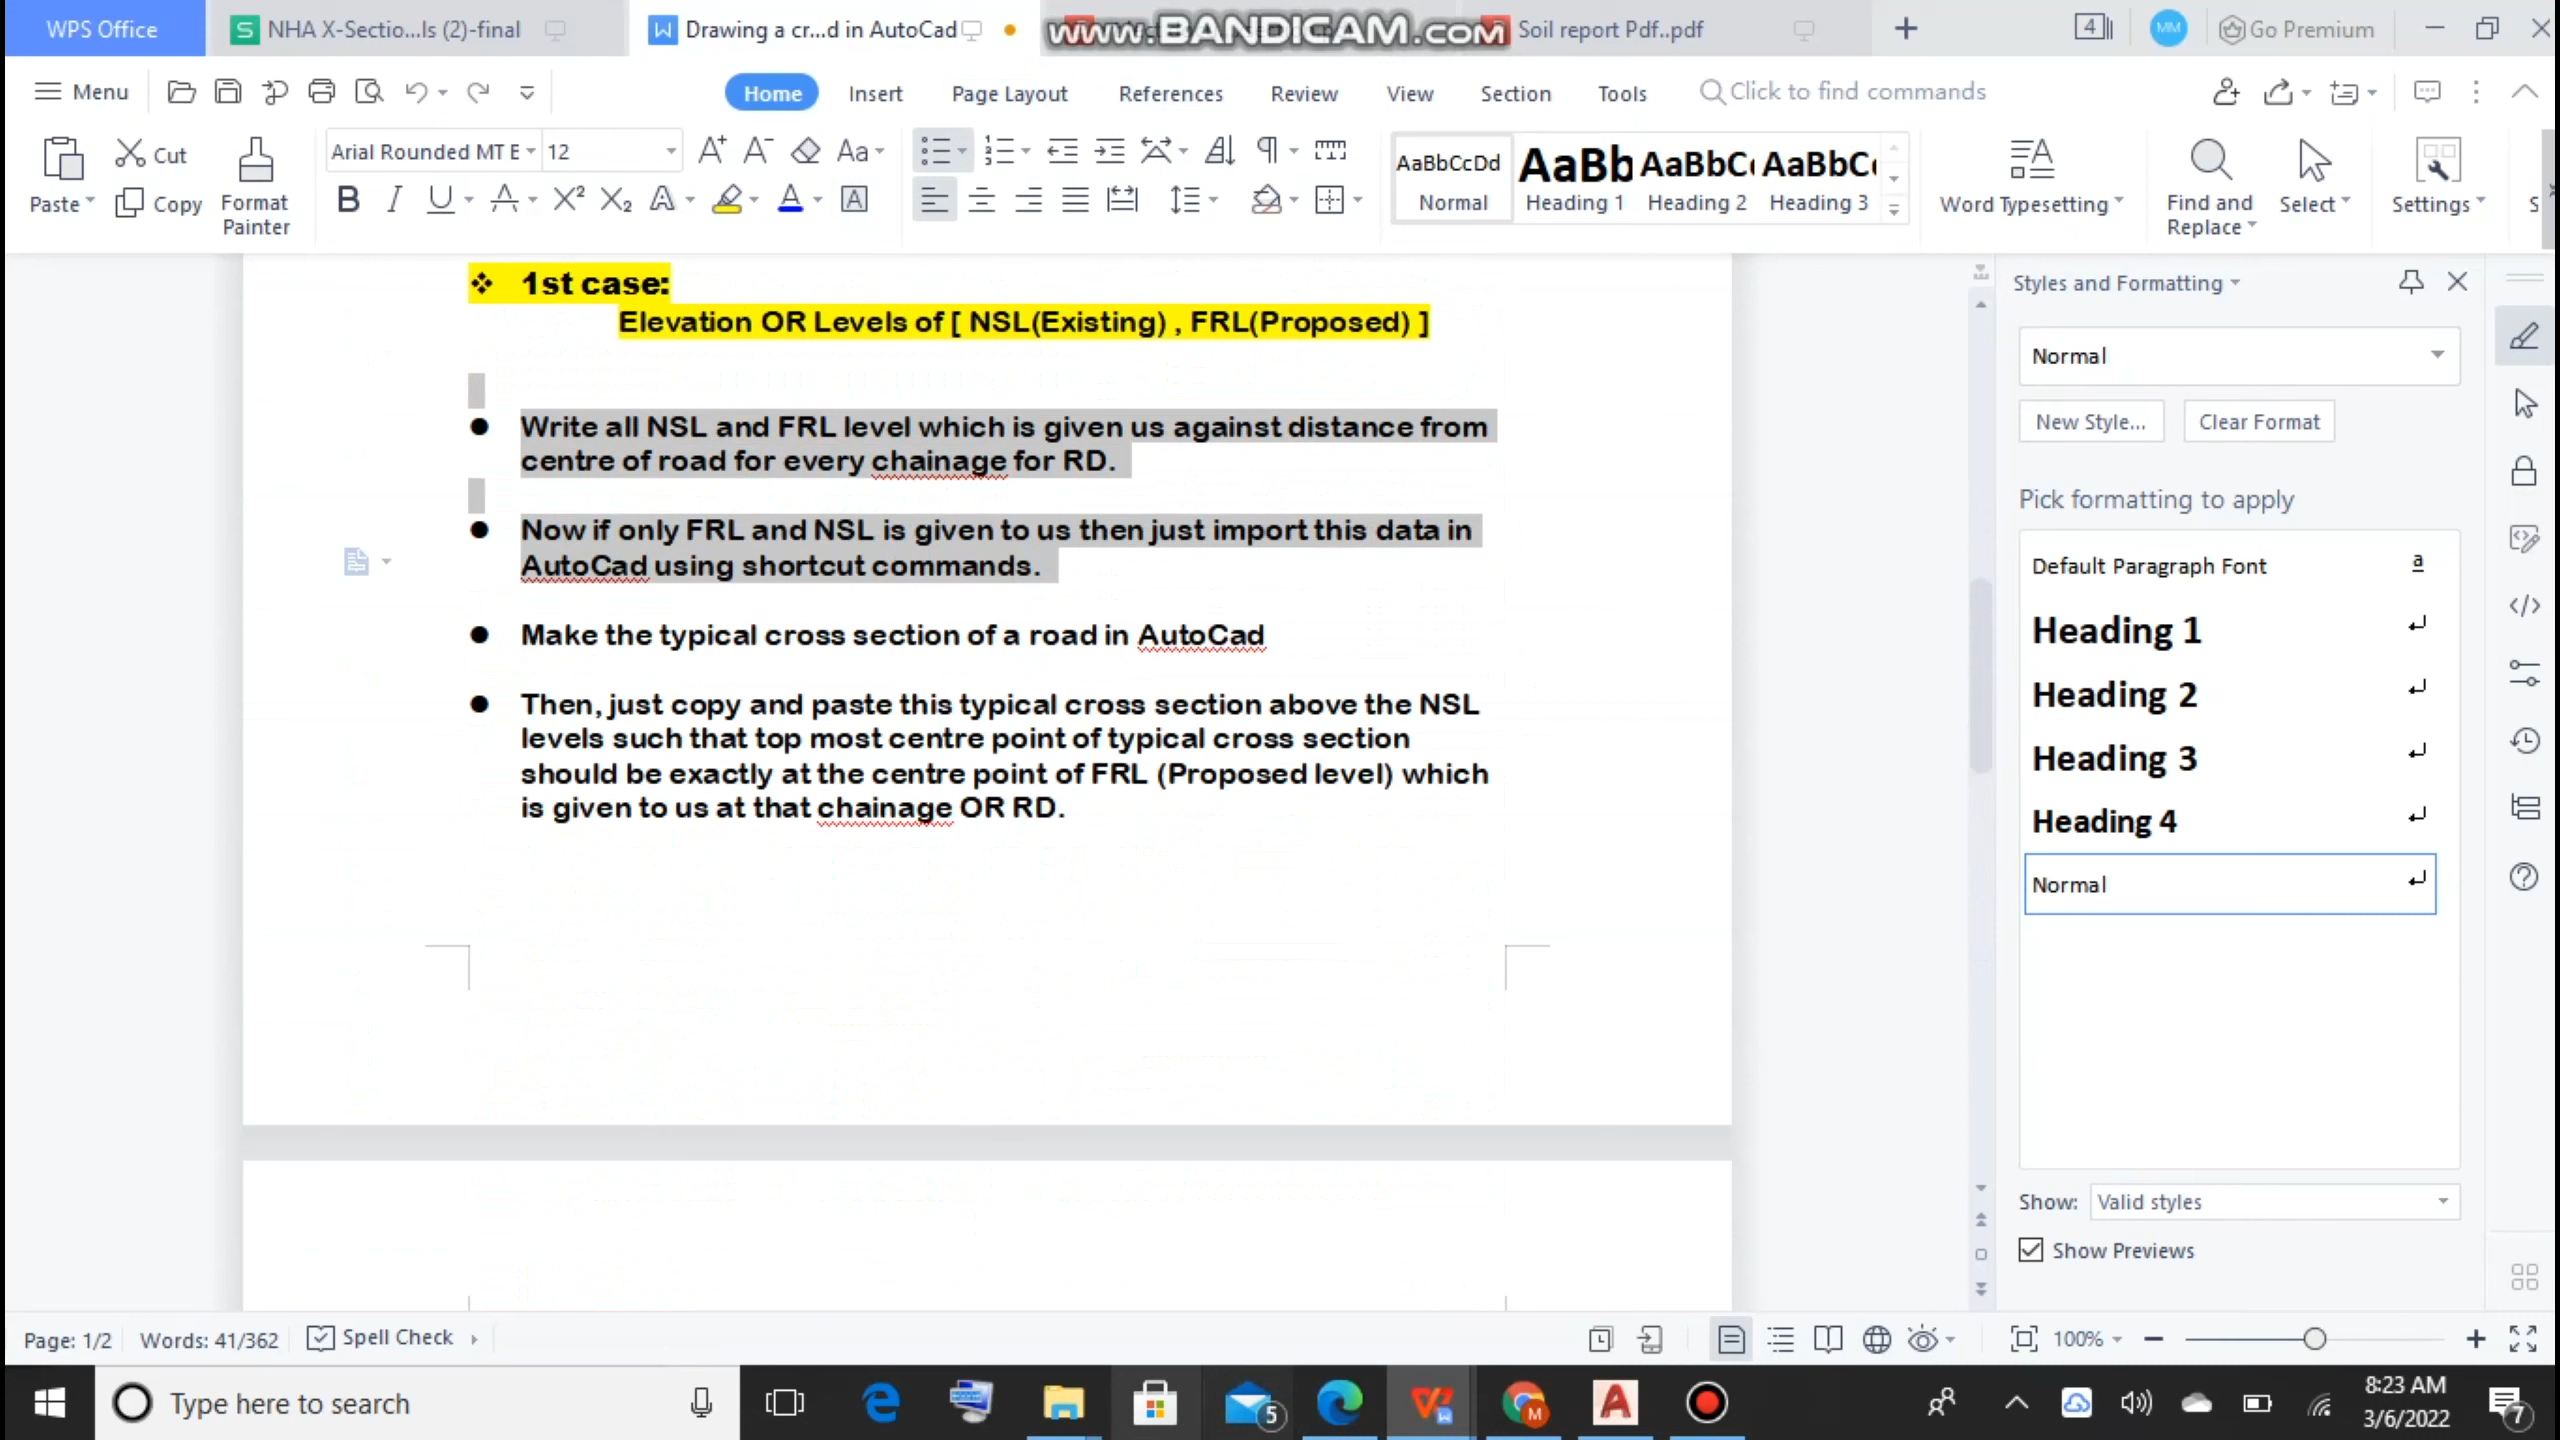 WPS Office
NHA X-Sectio...ls (2)-final
Drawing a cr...d in AutoCad
www.BANDICAM.com
Soil report Pdf..pdf
4
MM
Go Premium
Menu
Home
Insert
Page Layout
References
Review
View
Section
Tools
Click to find commands
Paste
Cut
Copy
Format
Painter
Arial Rounded MT E
12
AaBbCcDd
Normal
AaBb
Heading 1
AaBbC
Heading 2
AaBbC
Heading 3
Word Typesetting
Find and
Replace
Select
Settings
S
❖ 1st case:
Elevation OR Levels of [ NSL(Existing) , FRL(Proposed) ]
● Write all NSL and FRL level which is given us against distance from
centre of road for every chainage for RD.
● Now if only FRL and NSL is given to us then just import this data in
AutoCad using shortcut commands.
● Make the typical cross section of a road in AutoCad
● Then, just copy and paste this typical cross section above the NSL
levels such that top most centre point of typical cross section
should be exactly at the centre point of FRL (Proposed level) which
is given to us at that chainage OR RD.
Styles and Formatting
Normal
New Style...
Clear Format
Pick formatting to apply
Default Paragraph Font
a
Heading 1
Heading 2
Heading 3
Heading 4
Normal
Show:
Valid styles
Show Previews
Page: 1/2
Words: 41/362
Spell Check
100%
Type here to search
5
M
8:23 AM
3/6/2022
7